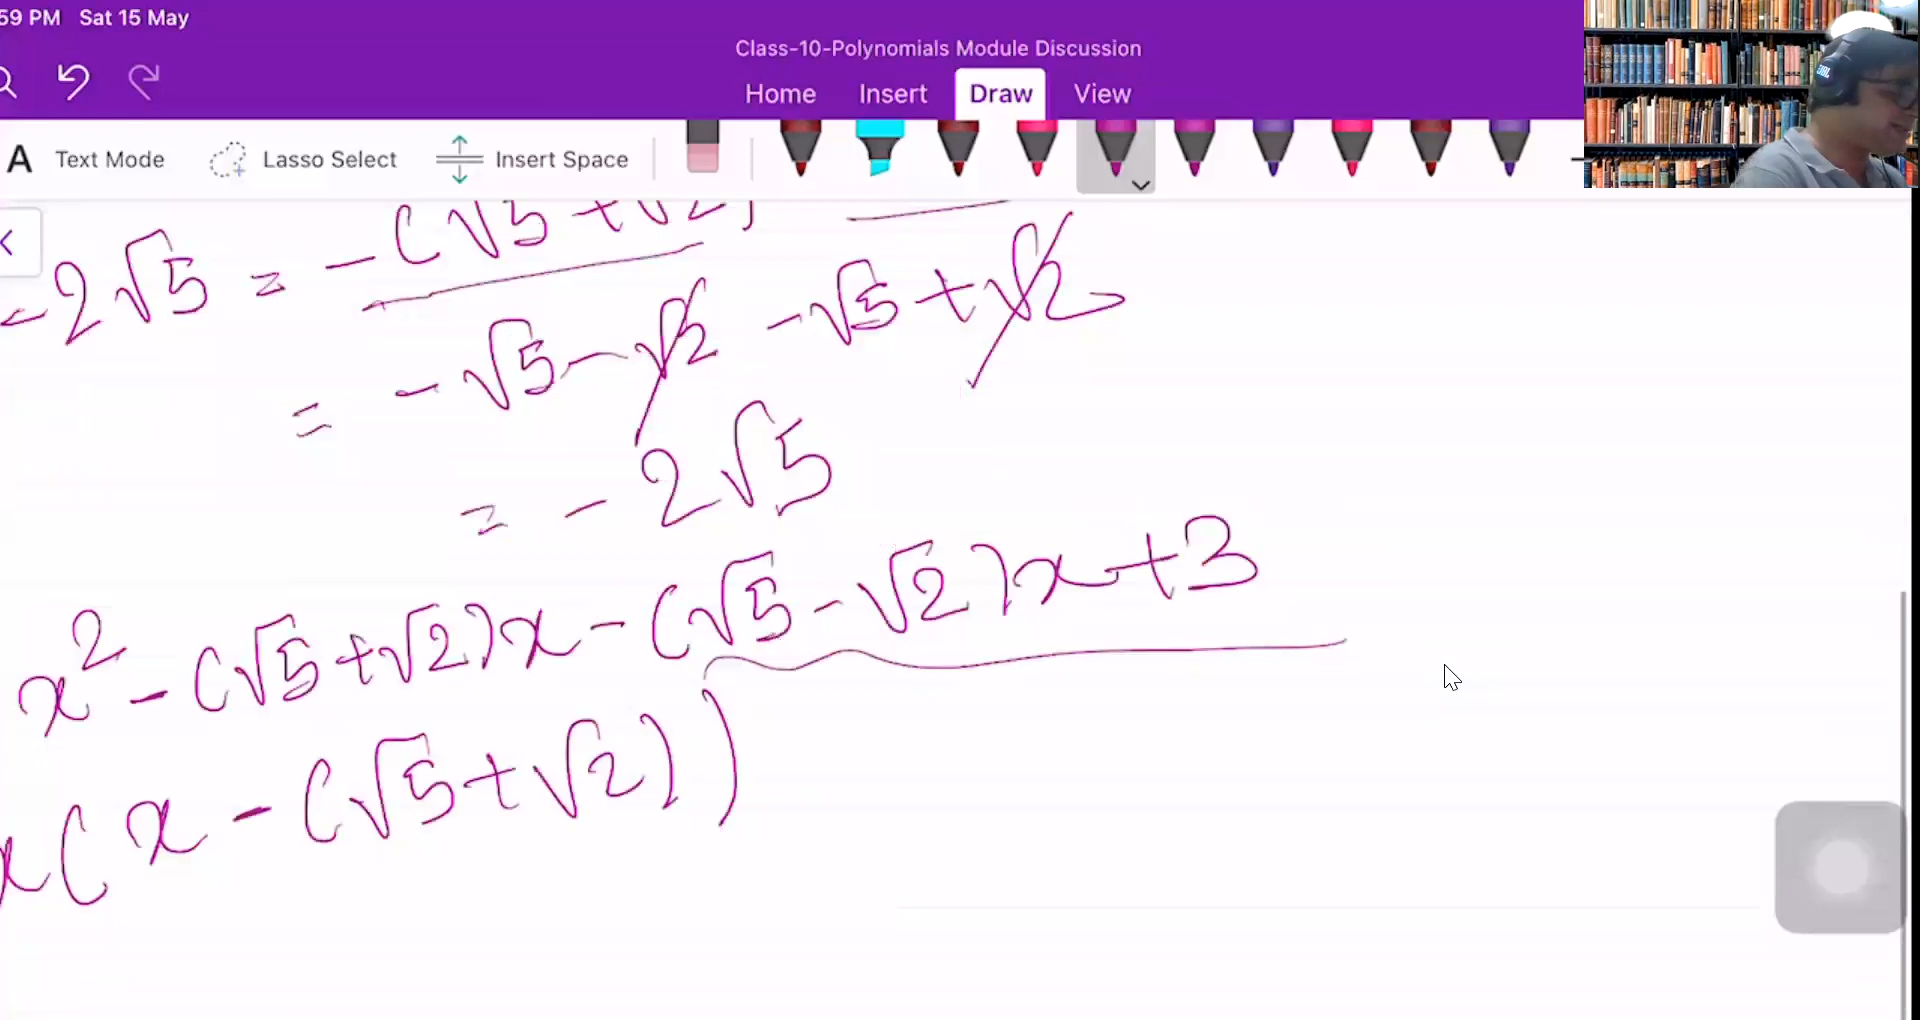 59 PM Sat 15 May
Class-10-Polynomials Module Discussion
Home Insert Draw View
A Text Mode Lasso Select Insert Space
-2√5 = -(√5+√2)
= -√5-√2 -√5+√2
= -2√5
x² - (√5+√2)x - (√5-√2)x+3
x(x - (√5+√2))